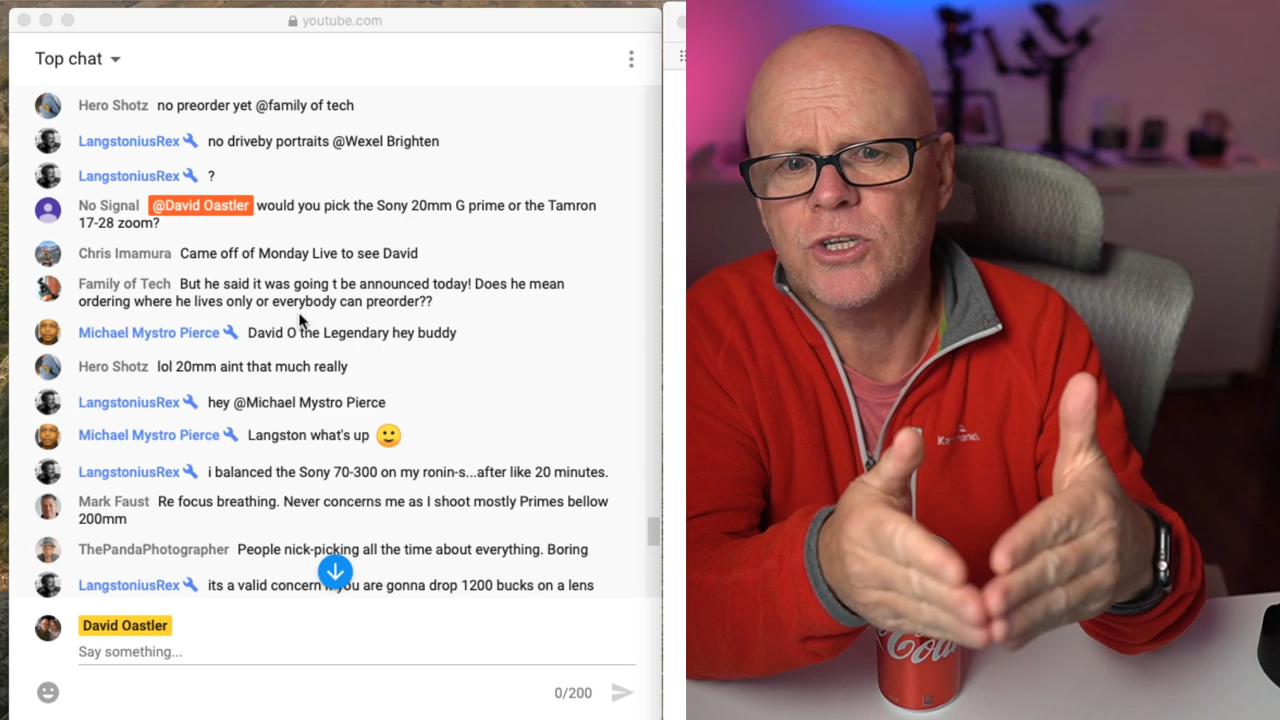 youtube.com
Top chat
Hero Shotz no preorder yet @family of tech
LangstoniusRex no driveby portraits @Wexel Brighten
LangstoniusRex ?
No Signal @David Oastler would you pick the Sony 20mm G prime or the Tamron
17-28 zoom?
Chris Imamura Came off of Monday Live to see David
Family of Tech But he said it was going t be announced today! Does he mean
ordering where he lives only or everybody can preorder??
Michael Mystro Pierce David O the Legendary hey buddy
Hero Shotz lol 20mm aint that much really
LangstoniusRex hey @Michael Mystro Pierce
Michael Mystro Pierce Langston what's up
LangstoniusRex i balanced the Sony 70-300 on my ronin-s...after like 20 minutes.
Mark Faust Re focus breathing. Never concerns me as I shoot mostly Primes bellow
200mm
ThePandaPhotographer People nick-picking all the time about everything. Boring
LangstoniusRex its a valid concern you are gonna drop 1200 bucks on a lens
David Oastler
Say something...
0/200